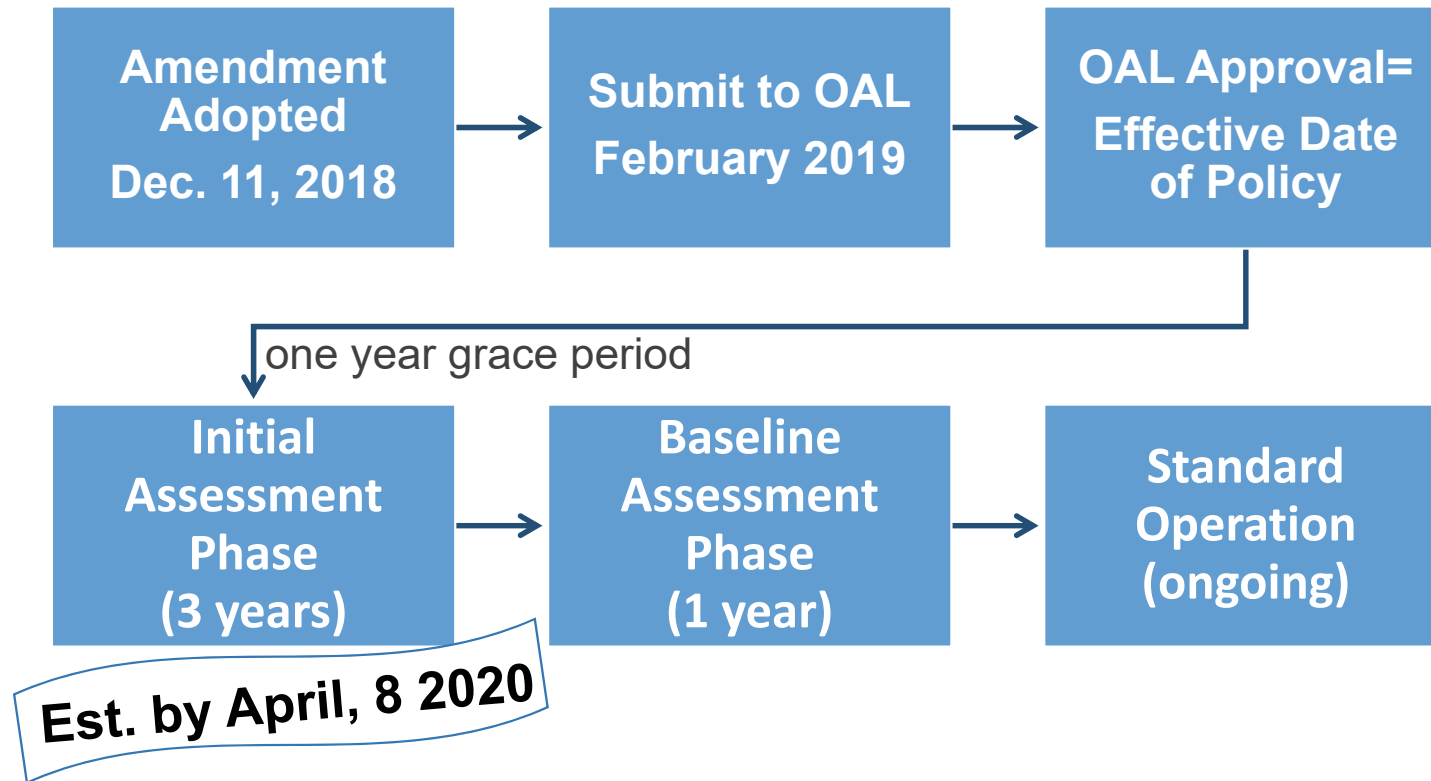 Amendment
Adopted
Dec. 11, 2018
Submit to OAL
February 2019
OAL Approval=
Effective Date
of Policy
one year grace period
Initial
Assessment
Phase
(3 years)
Baseline
Assessment
Phase
(1 year)
Standard
Operation
(ongoing)
Est. by April, 8 2020